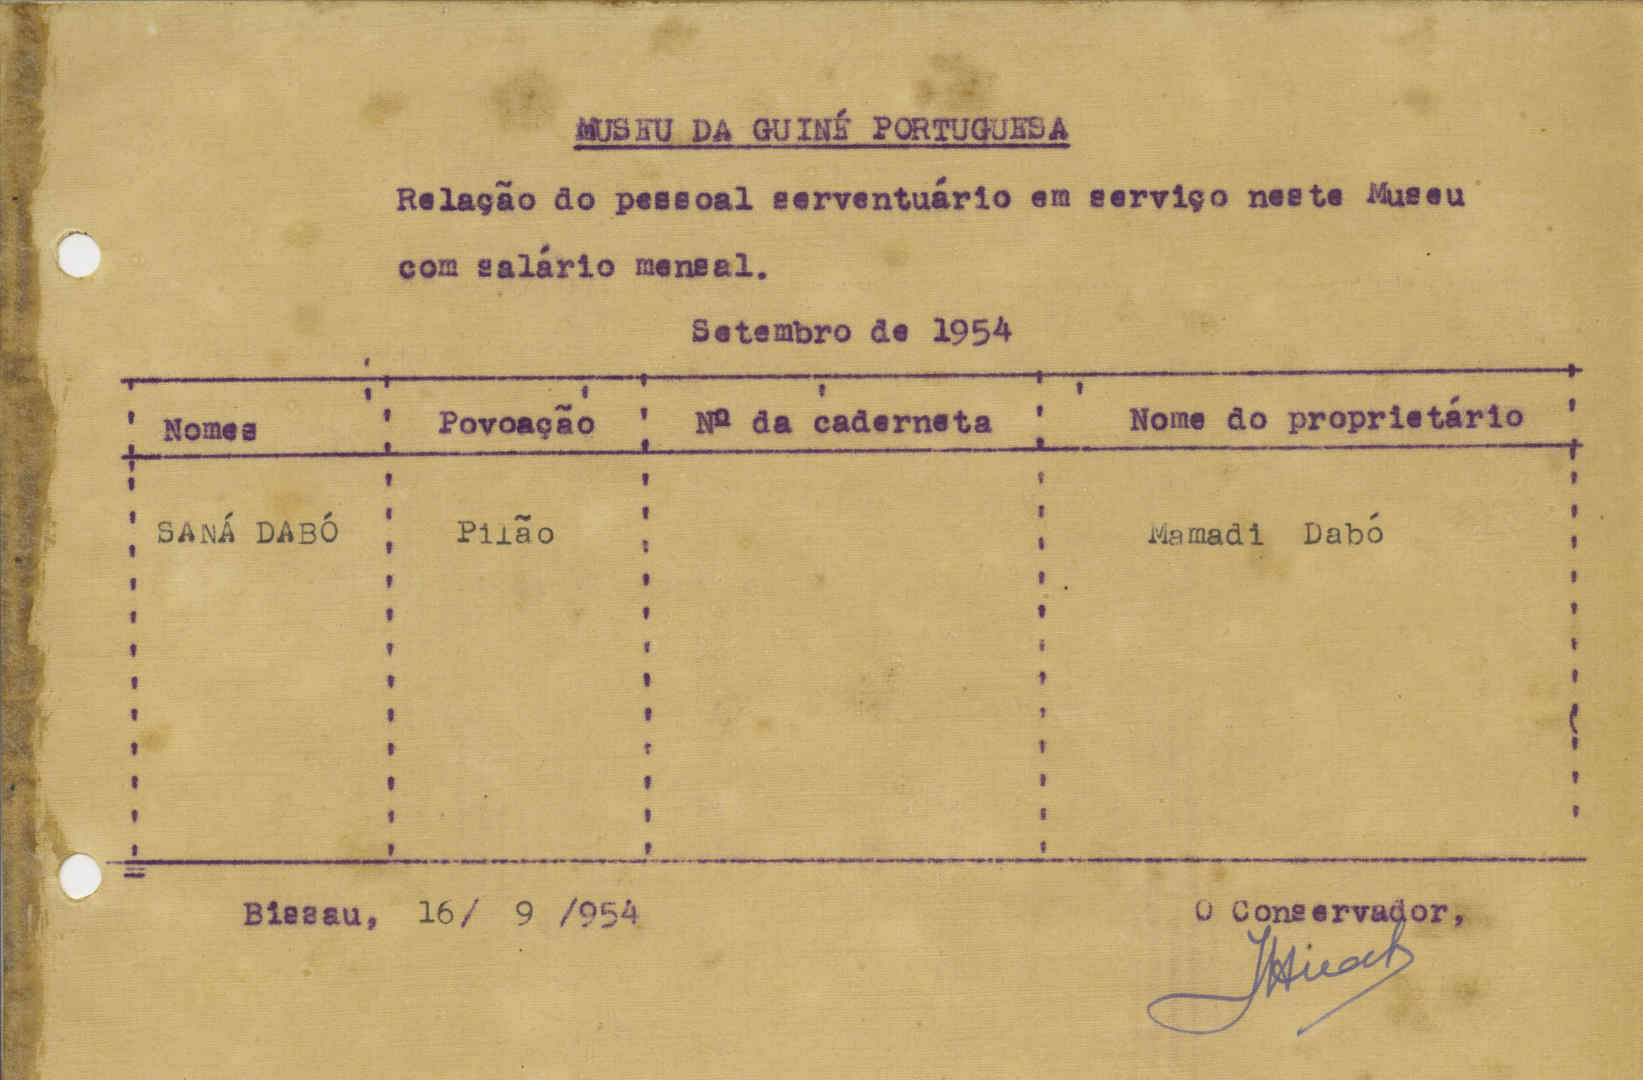 MUSEU DA GUINÉ PORTUGUESA
Relação do pessoal serventuário em serviço neste Museu
com salário mensal.
Setembro de 1954
Nomes Povoação Nº da caderneta Nome do proprietário
SANÁ DABÓ Pilão Mamadi Dabó
Bissau, 16/ 9 /954 O Conservador,